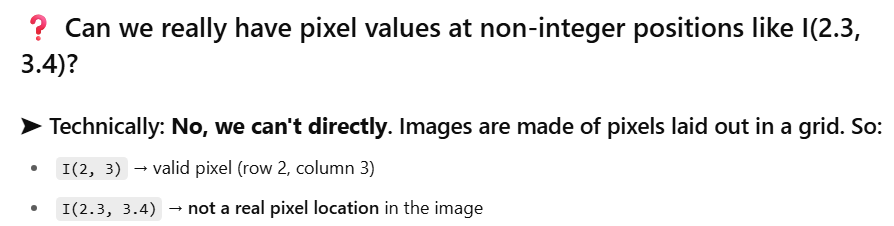 ❓ Can we really have pixel values at non-integer positions like I(2.3,
3.4)?
➤ Technically: No, we can't directly. Images are made of pixels laid out in a grid. So:
• I(2, 3) → valid pixel (row 2, column 3)
• I(2.3, 3.4) → not a real pixel location in the image